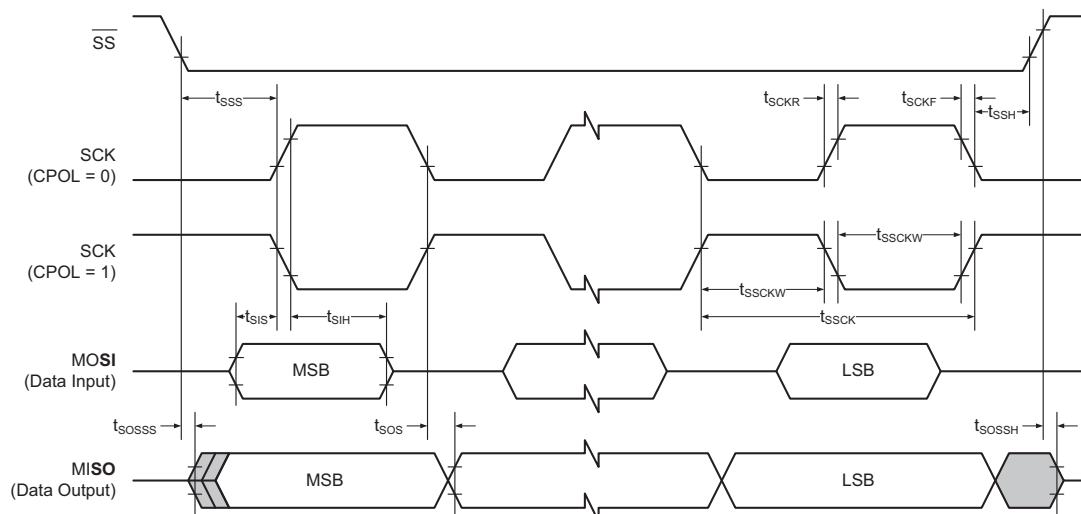 SS
tSSS
tSCKR
tSCKF
tSSH
SCK
(CPOL = 0)
SCK
(CPOL = 1)
tSSCKW
tSSCKW
tSSCK
tSIS
tSIH
MOSI
(Data Input)
MSB
LSB
tSOSSS
tSOS
tSOSSH
MISO
(Data Output)
MSB
LSB